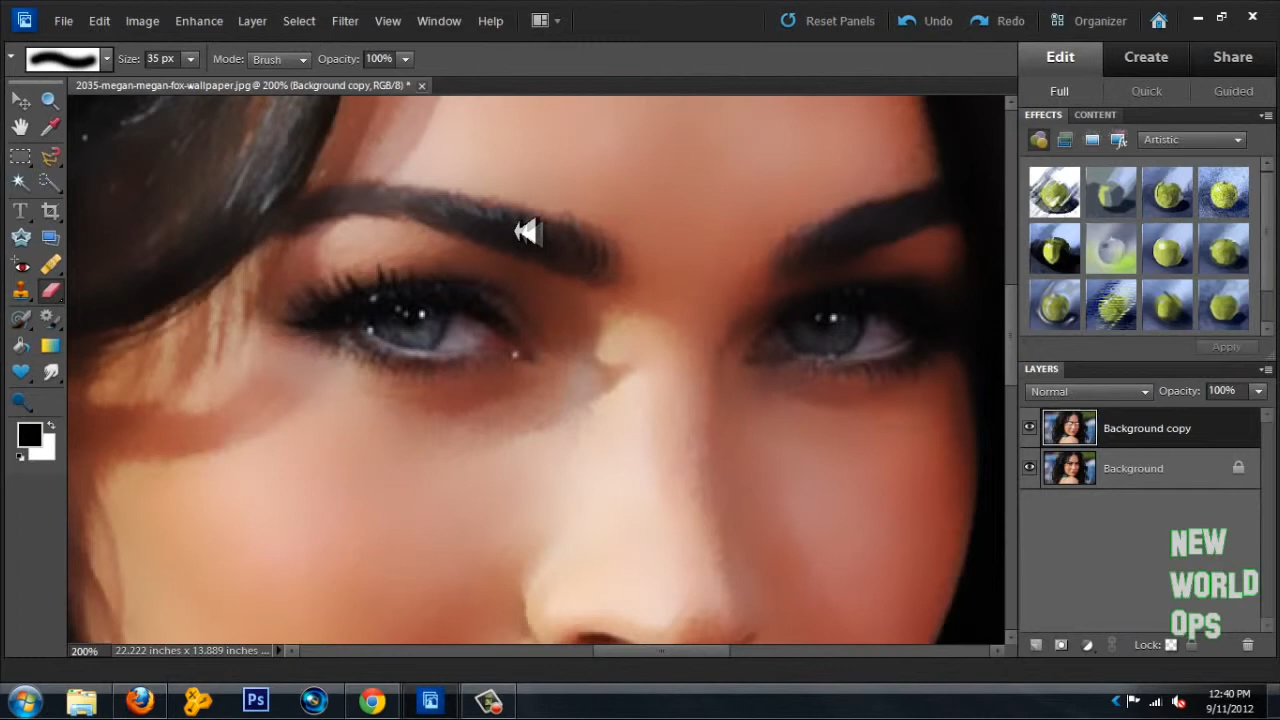 File Edit Image Enhance Layer Select Filter View Window Help Reset Panels Undo Redo Organizer
Size: 35 px Mode: Brush Opacity: 100% Edit Create Share
2035-megan-megan-fox-wallpaper.jpg @ 200% (Background copy, RGB/8) * Full Quick Guided
EFFECTS CONTENT
Artistic
T
Apply
LAYERS
Normal Opacity: 100%
Background copy
Background
NEW
WORLD
OPS
Lock:
200% 22.222 inches x 13.889 inches ...
Ps
12:40 PM
9/11/2012